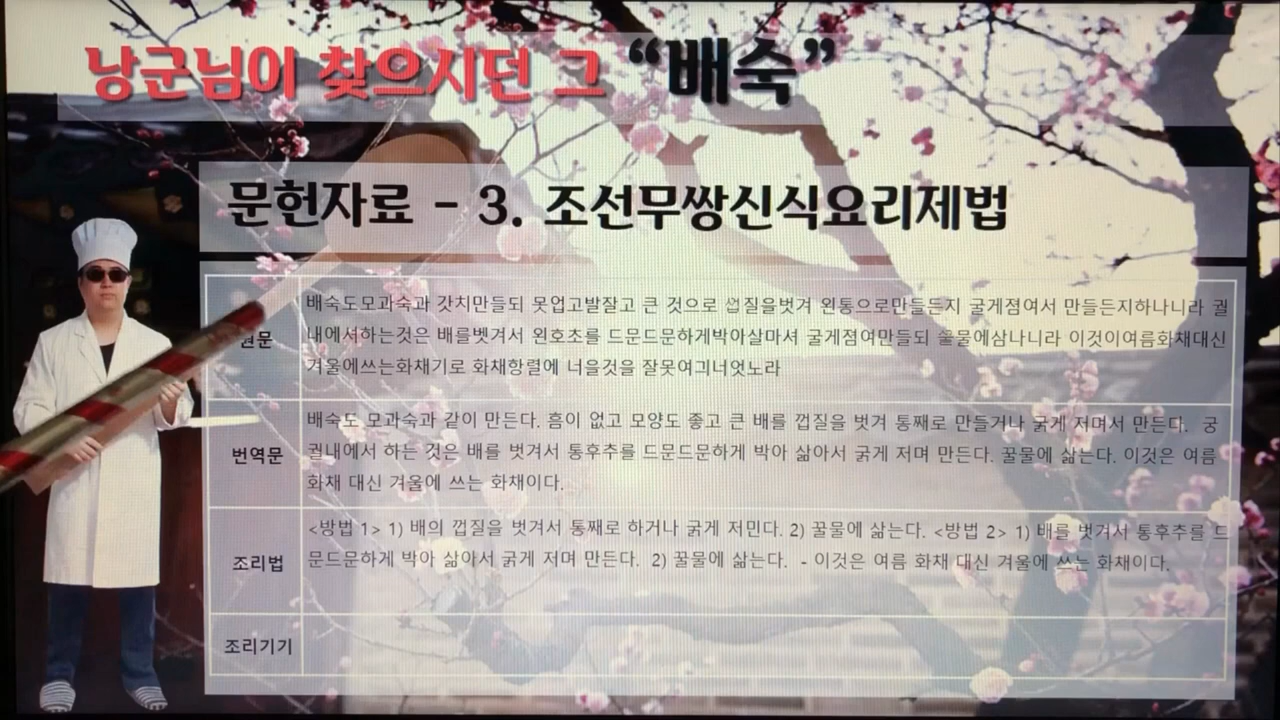 낭군님이 찾으시던 그 “배숙”
문헌자료 - 3. 조선무쌍신식요리제법
원문
배숙도모과숙과 갓치만들되 못업고발잘고 큰 것으로 껍질을벗겨 왼통으로만들든지 굴게졈여서 만들든지하나니라 궐
내에셔하는것은 배를벳겨서 왼호초를 드문드문하게박아살마셔 굴게졈여만들되 꿀물에삼나니라 이것이여름화채대신
겨울에쓰는화채기로 화채항렬에 너을것을 잘못여긔너엇노라
번역문
배숙도 모과숙과 같이 만든다. 흠이 없고 모양도 좋고 큰 배를 껍질을 벗겨 통째로 만들거나 굵게 저며서 만든다. 궁
궐내에서 하는 것은 배를 벗겨서 통후추를 드문드문하게 박아 삶아서 굵게 저며 만든다. 꿀물에 삶는다. 이것은 여름
화채 대신 겨울에 쓰는 화채이다.
조리법
<방법 1> 1) 배의 껍질을 벗겨서 통째로 하거나 굵게 저민다. 2) 꿀물에 삶는다. <방법 2> 1) 배를 벗겨서 통후추를 드
문드문하게 박아 삶아서 굵게 저며 만든다. 2) 꿀물에 삶는다. - 이것은 여름 화채 대신 겨울에 쓰는 화채이다.
조리기기